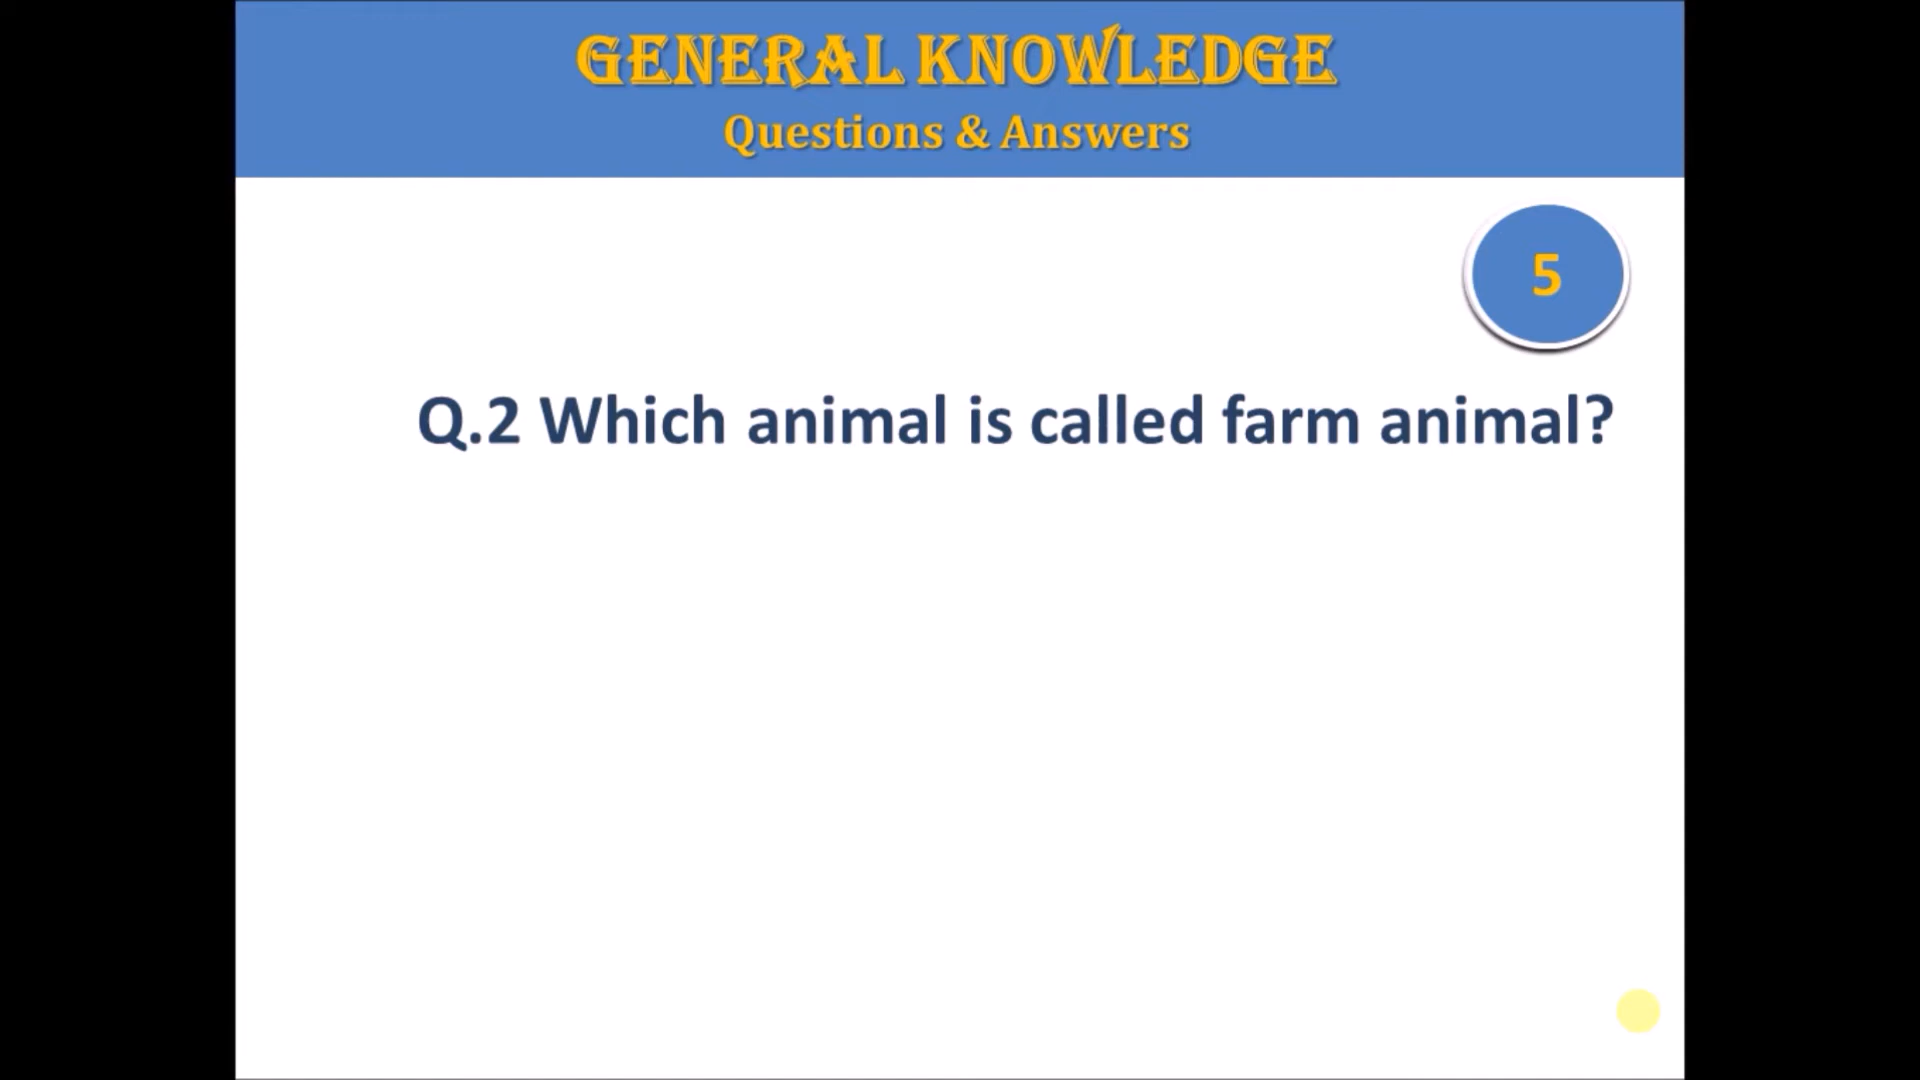 GENERAL KNOWLEDGE
Questions & Answers
5
Q.2 Which animal is called farm animal?